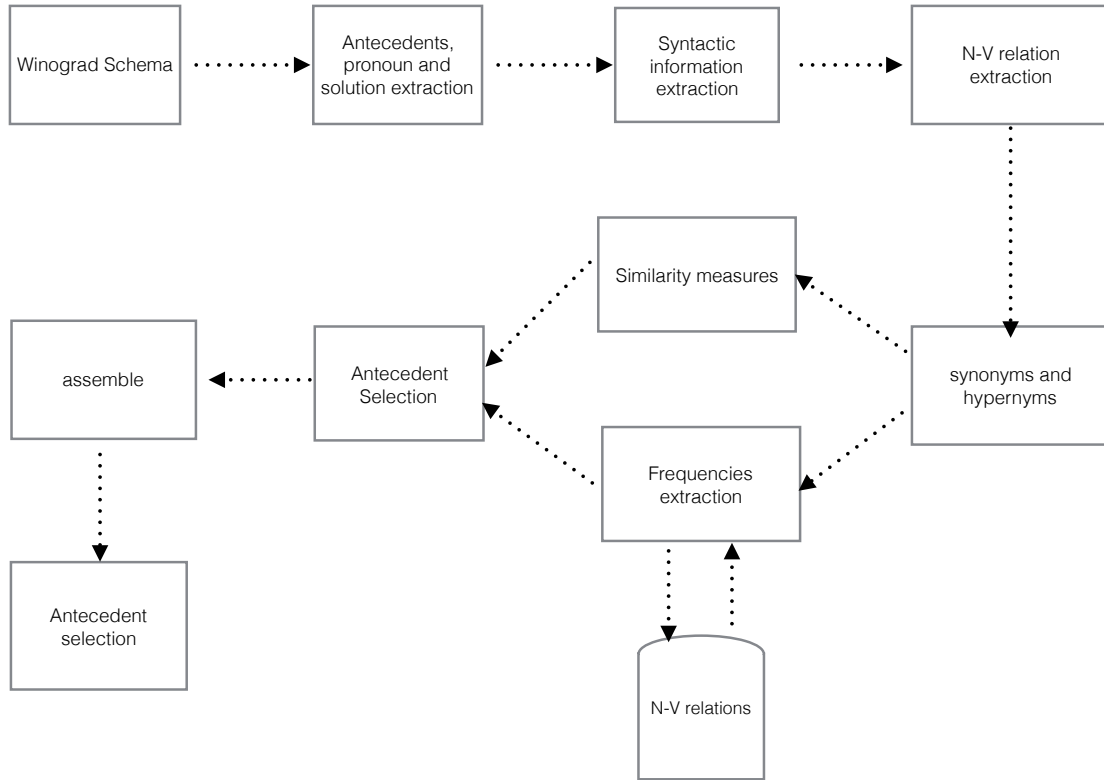 Winograd Schema
Antecedents,
pronoun and
solution extraction
Syntactic
information
extraction
N-V relation
extraction
Similarity measures
assemble
Antecedent
Selection
synonyms and
hypernyms
Frequencies
extraction
Antecedent
selection
N-V relations